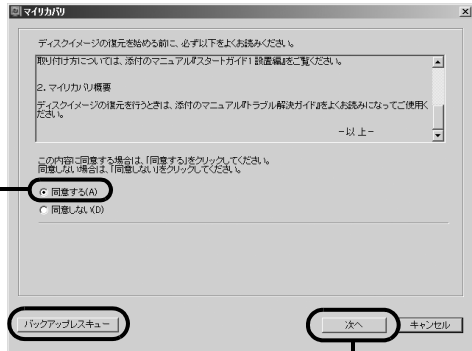 マイリカバリ
ディスクイメージの復元を始める前に、必ず以下をよくお読みください。
取り付け方については、添付のマニュアル『スタートガイド1 設置編』をご覧ください。
2. マイリカバリ概要
ディスクイメージの復元を行うときは、添付のマニュアル『トラブル解決ガイド』をよくお読みになってご使用く
ださい。
－以上－
この内容に同意する場合は、「同意する」をクリックしてください。
同意しない場合は、「同意しない」をクリックしてください。
同意する(A)
同意しない(D)
バックアップレスキュー
次へ
キャンセル